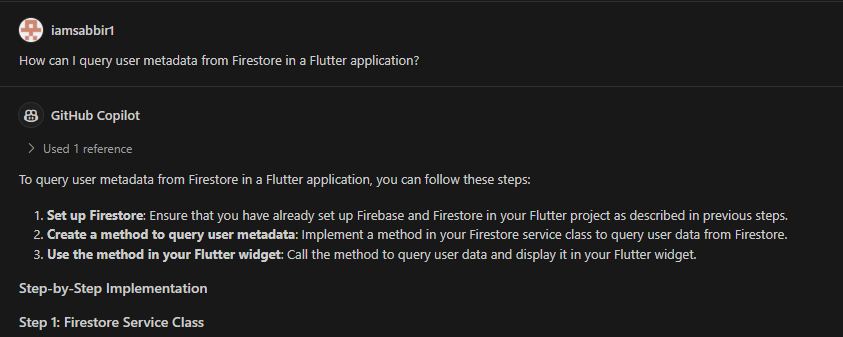 iamsabbir1
How can I query user metadata from Firestore in a Flutter application?
GitHub Copilot
Used 1 reference
To query user metadata from Firestore in a Flutter application, you can follow these steps:
1. Set up Firestore: Ensure that you have already set up Firebase and Firestore in your Flutter project as described in previous steps.
2. Create a method to query user metadata: Implement a method in your Firestore service class to query user data from Firestore.
3. Use the method in your Flutter widget: Call the method to query user data and display it in your Flutter widget.
Step-by-Step Implementation
Step 1: Firestore Service Class